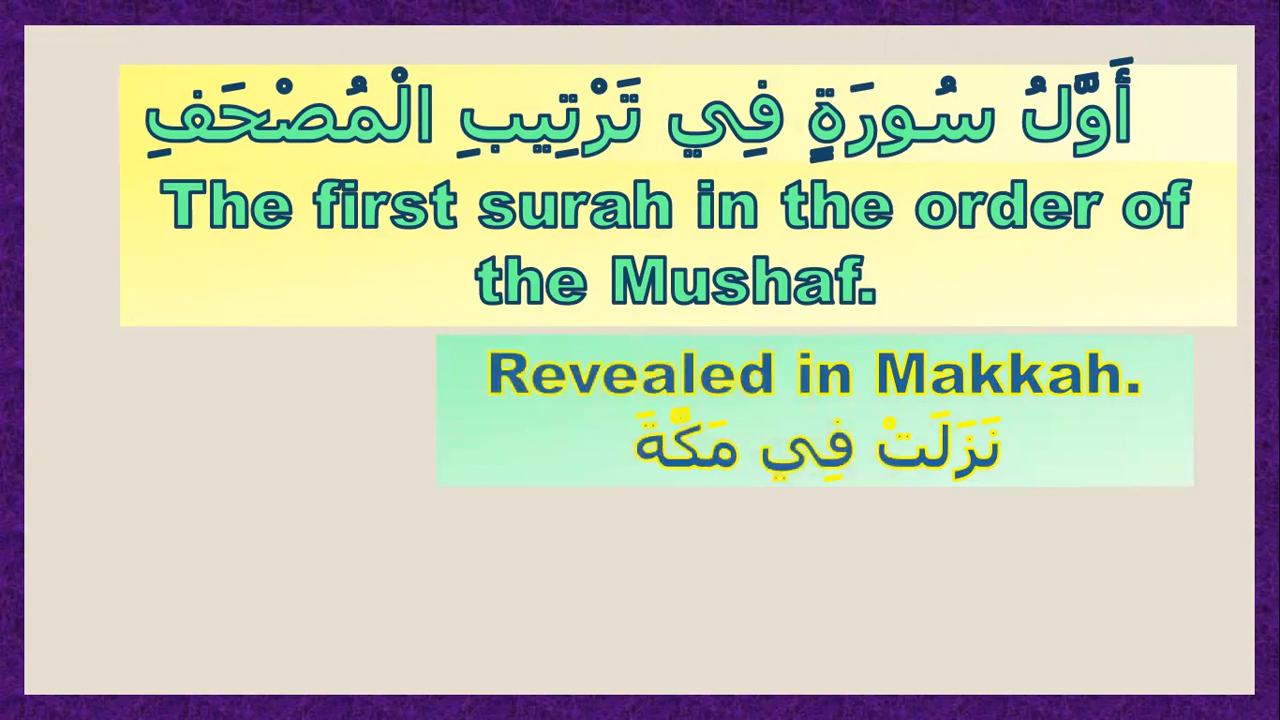 أَوَّلُ سُورَةٍ فِي تَرْتِيبِ الْمُصْحَفِ
The first surah in the order of
the Mushaf.
Revealed in Makkah.
نَزَلَتْ فِي مَكَّةَ